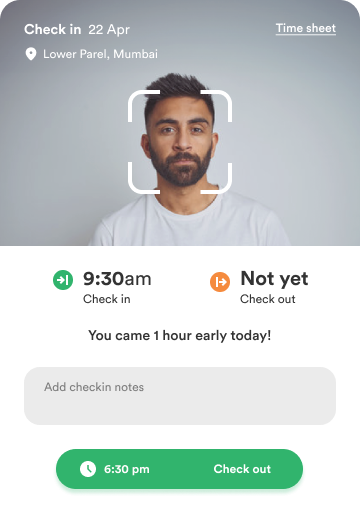 Check in 22 Apr
Time sheet
Lower Parel, Mumbai
9:30am
Check in
Not yet
Check out
You came 1 hour early today!
Add checkin notes
6:30 pm
Check out